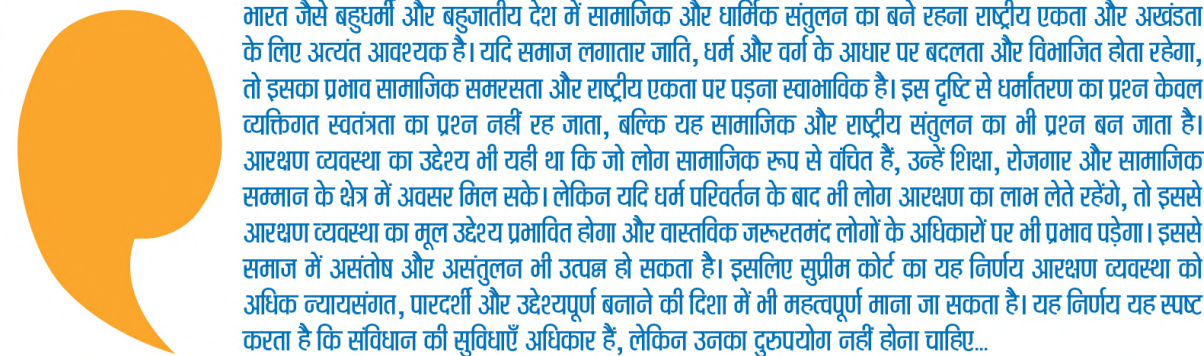 भारत जैसे बहुधर्मी और बहुजातीय देश में सामाजिक और धार्मिक संतुलन का बने रहना राष्ट्रीय एकता और अखंडता
के लिए अत्यंत आवश्यक है। यदि समाज लगातार जाति, धर्म और वर्ग के आधार पर बदलता और विभाजित होता रहेगा,
तो इसका प्रभाव सामाजिक समरसता और राष्ट्रीय एकता पर पड़ना स्वाभाविक है। इस दृष्टि से धर्मांतरण का प्रश्न केवल
व्यक्तिगत स्वतंत्रता का प्रश्न नहीं रह जाता, बल्कि यह सामाजिक और राष्ट्रीय संतुलन का भी प्रश्न बन जाता है।
आरक्षण व्यवस्था का उद्देश्य भी यही था कि जो लोग सामाजिक रूप से वंचित हैं, उन्हें शिक्षा, रोजगार और सामाजिक
सम्मान के क्षेत्र में अवसर मिल सके। लेकिन यदि धर्म परिवर्तन के बाद भी लोग आरक्षण का लाभ लेते रहेंगे, तो इससे
आरक्षण व्यवस्था का मूल उद्देश्य प्रभावित होगा और वास्तविक जरूरतमंद लोगों के अधिकारों पर भी प्रभाव पड़ेगा। इससे
समाज में असंतोष और असंतुलन भी उत्पन्न हो सकता है। इसलिए सुप्रीम कोर्ट का यह निर्णय आरक्षण व्यवस्था को
अधिक न्यायसंगत, पारदर्शी और उद्देश्यपूर्ण बनाने की दिशा में भी महत्वपूर्ण माना जा सकता है। यह निर्णय यह स्पष्ट
करता है कि संविधान की सुविधाएँ अधिकार हैं, लेकिन उनका दुरुपयोग नहीं होना चाहिए...